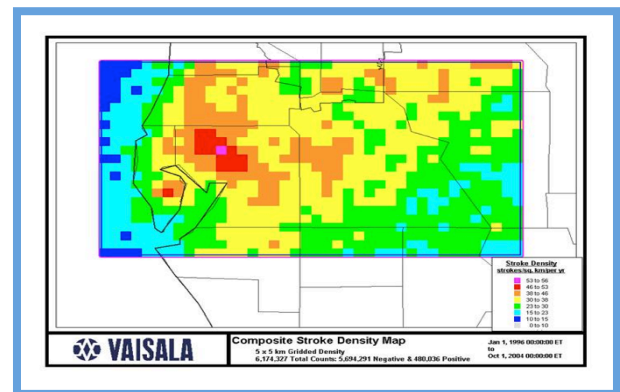 Stroke Density
strokes/sq. km/per yr
53 to 56
46 to 53
38 to 46
30 to 38
23 to 30
15 to 23
10 to 15
0 to 10
VAISALA
Composite Stroke Density Map
5 x 5 km Gridded Density
6,174,327 Total Counts: 5,694,291 Negative & 480,036 Positive
Jan 1, 1996 00:00:00 ET
to
Oct 1, 2004 00:00:00 ET